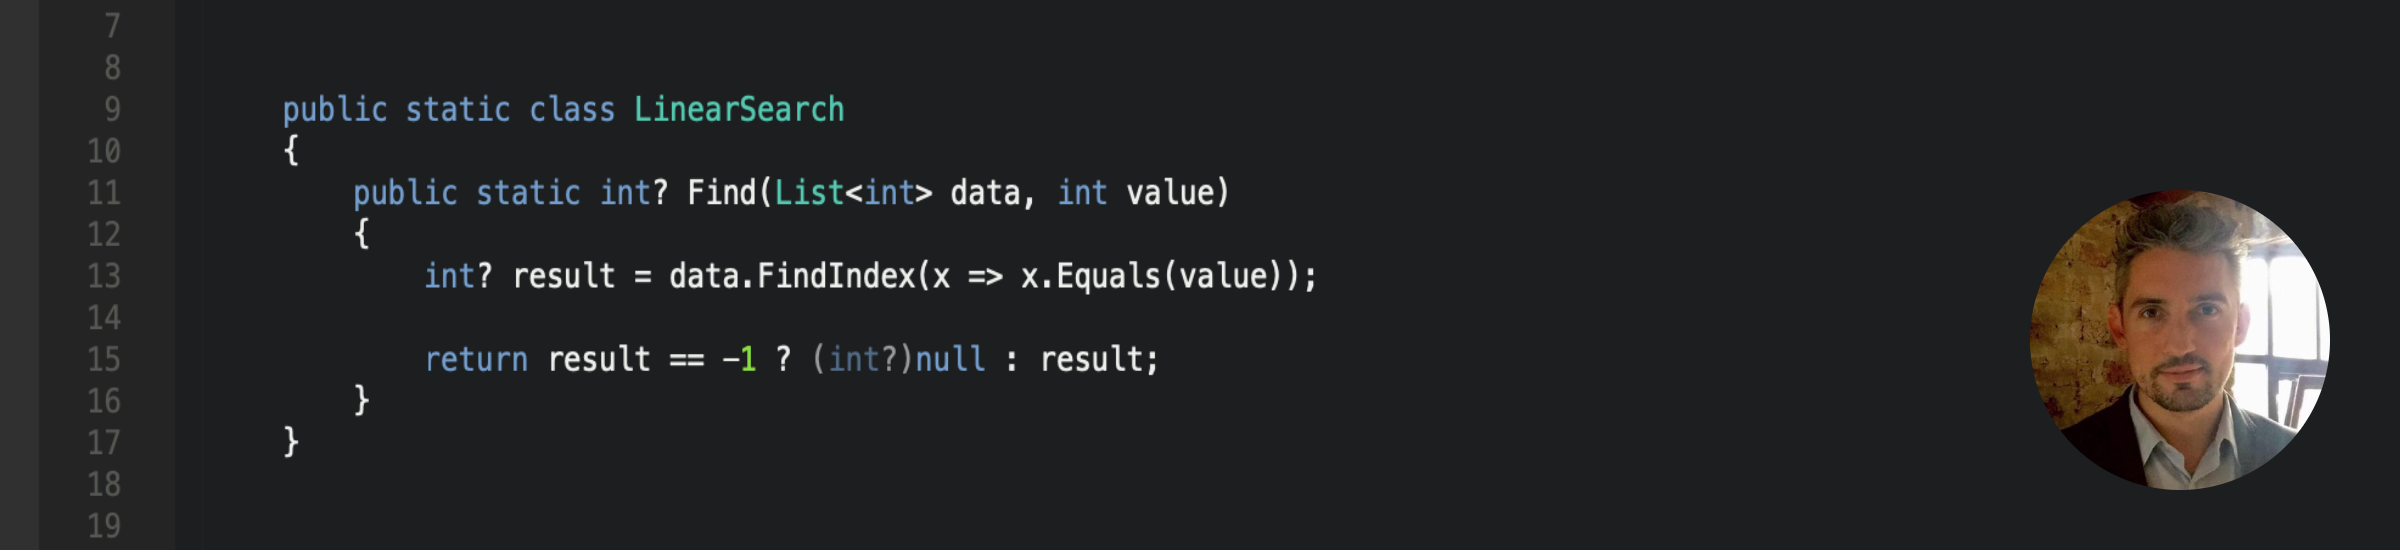 7
8
9 public static class LinearSearch
10 {
11 public static int? Find(List<int> data, int value)
12 {
13 int? result = data.FindIndex(x => x.Equals(value));
14
15 return result == -1 ? (int?)null : result;
16 }
17 }
18
19